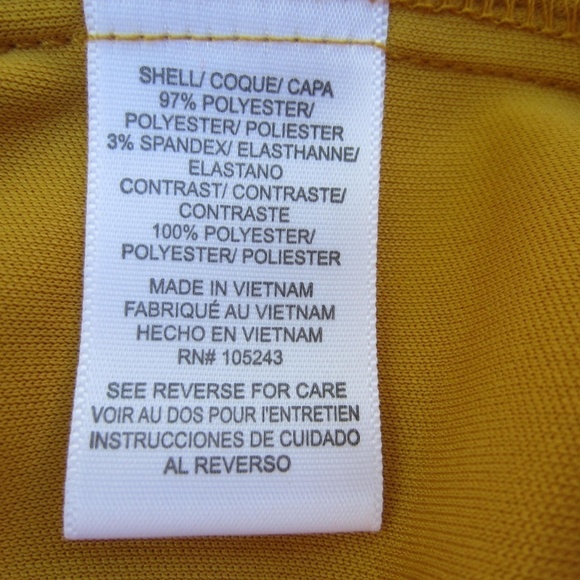 SHELL/ COQUE/ CAPA
97% POLYESTER/
POLYESTER/ POLIESTER
3% SPANDEX/ ELASTHANNE/
ELASTANO
CONTRAST/ CONTRASTE/
CONTRASTE
100% POLYESTER/
POLYESTER/ POLIESTER
MADE IN VIETNAM
FABRIQUÉ AU VIETNAM
HECHO EN VIETNAM
RN# 105243
SEE REVERSE FOR CARE
VOIR AU DOS POUR l'ENTRETIEN
INSTRUCCIONES DE CUIDADO
AL REVERSO